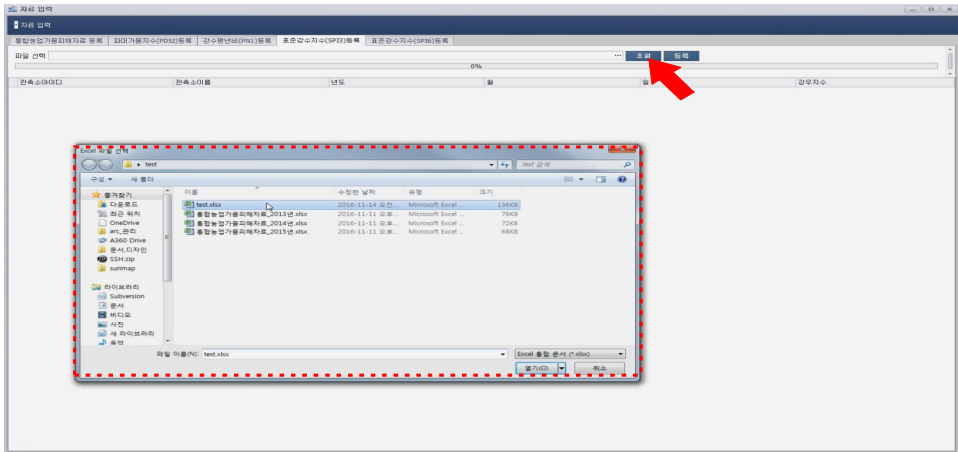 자료 입력
자료 입력
통합농업가뭄피해자료 등록 파머가뭄지수(PDSI)등록 강수평년비(PN1)등록 표준강수지수(SPI3)등록 표준강수지수(SPI6)등록
파일 선택 ... 조회 등록
0%
관측소아이디 관측소이름 년도 월 일 강우지수
Excel 파일 선택
test test 검색
구성 새 폴더
이름 수정한 날짜 유형 크기
즐겨찾기
다운로드
최근 위치
OneDrive
arc_관리
A360 Drive
문서,디자인
SSH.zip
surimap
test.xlsx 2016-11-14 오전... Microsoft Excel ... 136KB
통합농업가뭄피해자료_2013년.xlsx 2016-11-11 오후... Microsoft Excel ... 76KB
통합농업가뭄피해자료_2014년.xlsx 2016-11-11 오후... Microsoft Excel ... 72KB
통합농업가뭄피해자료_2015년.xlsx 2016-11-11 오후... Microsoft Excel ... 68KB
라이브러리
Subversion
문서
비디오
사진
새 라이브러리
음악
파일 이름(N): test.xlsx Excel 통합 문서 (*.xlsx)
열기(O) 취소